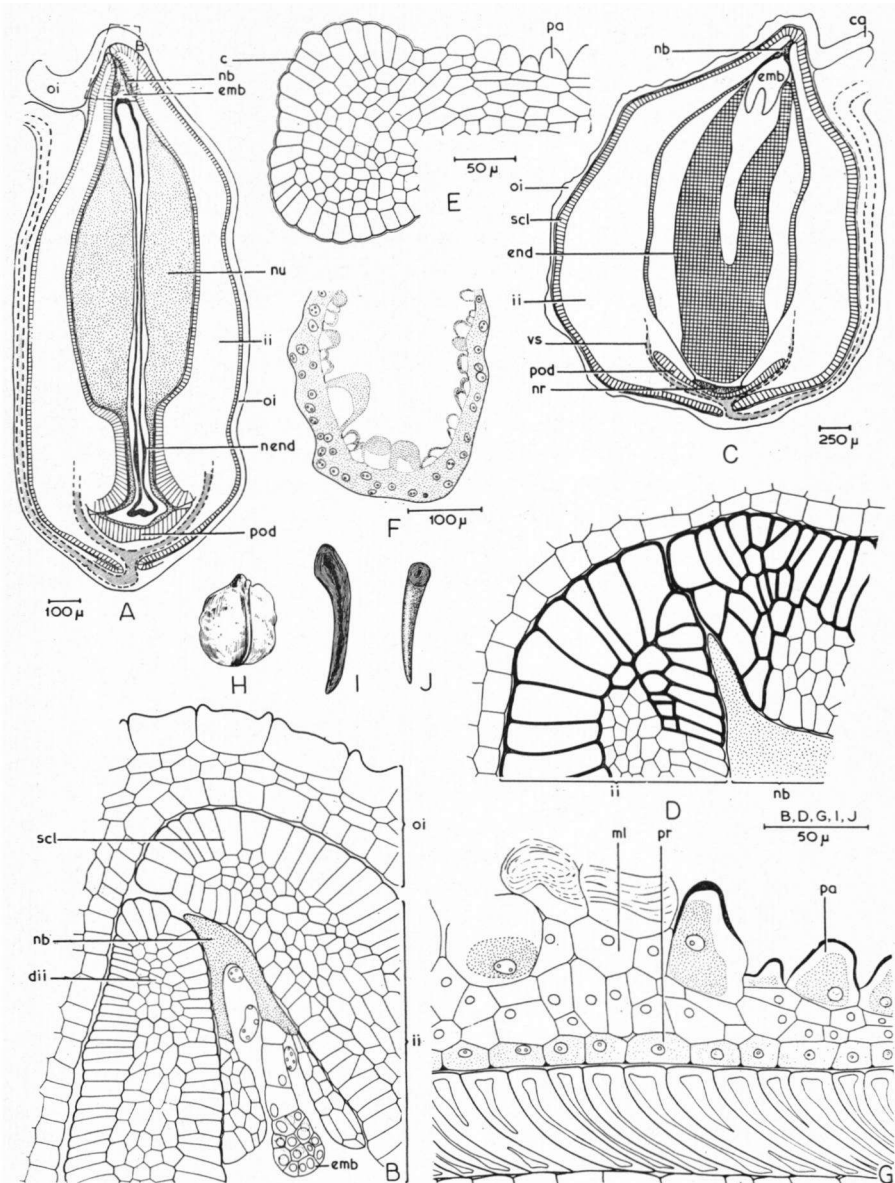 B
nb
emb
oi
nu
ii
oi
nend
pod
100 µ
A
c
pa
50 µ
E
100 µ
F
ca
nb
emb
oi
scl
end
ii
vs
pod
nr
250 µ
C
H
I
J
ii
nb
D
B, D, G, I, J
50 µ
scl
nb
dii
oi
ii
emb
B
ml
pr
pa
G